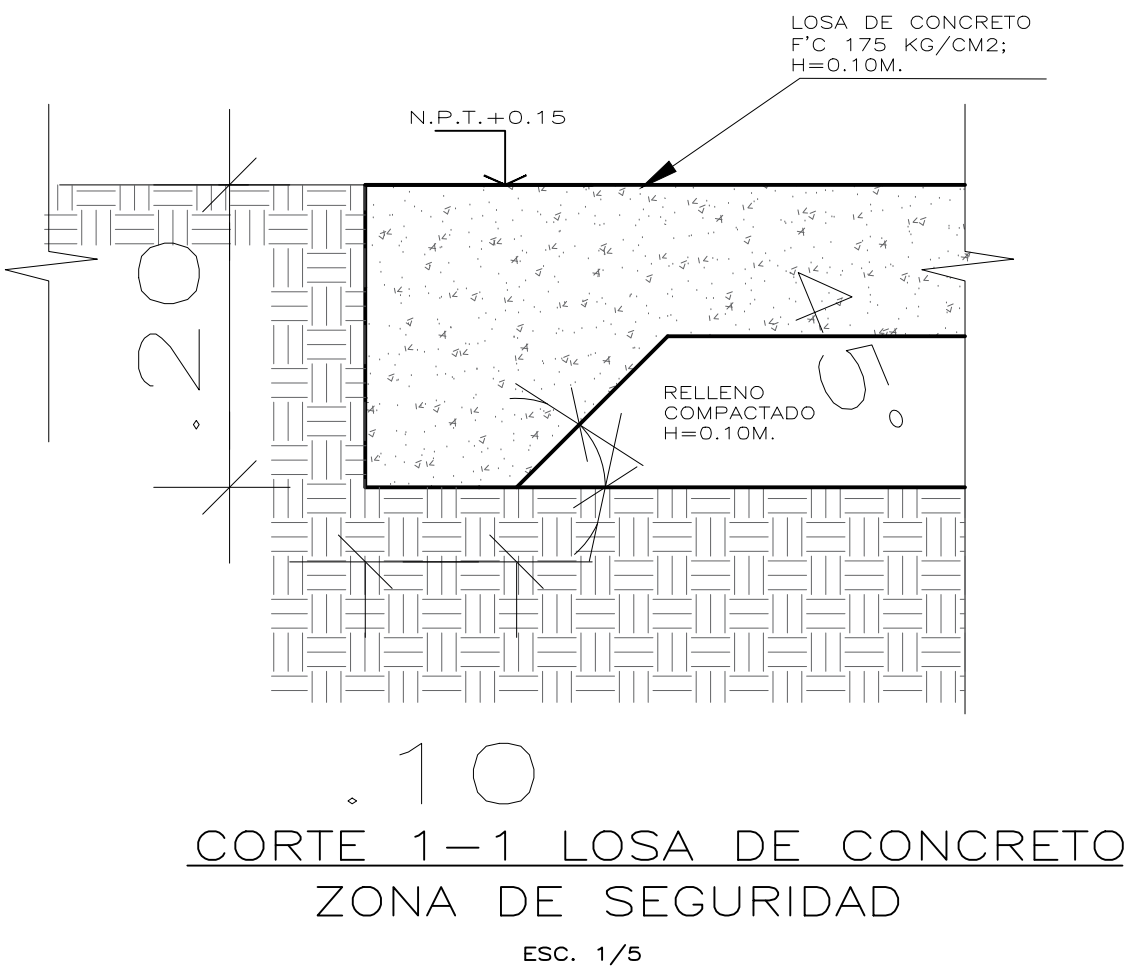 LOSA DE CONCRETO
F'C 175 KG/CM2;
H=0.10M.
N.P.T.+0.15
.20
45°
RELLENO
COMPACTADO
H=0.10M.
.10
CORTE 1-1 LOSA DE CONCRETO
ZONA DE SEGURIDAD
ESC. 1/5